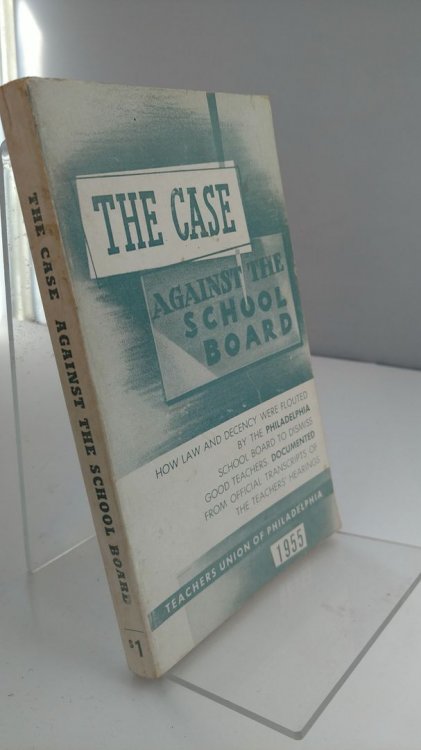 THE CASE AGAINST THE SCHOOL BOARD
$1
THE CASE
AGAINST THE
SCHOOL
BOARD
HOW LAW AND DECENCY WERE FLOUTED
BY THE PHILADELPHIA
SCHOOL BOARD TO DISMISS
GOOD TEACHERS, DOCUMENTED
FROM OFFICIAL TRANSCRIPTS OF
THE TEACHERS' HEARINGS
TEACHERS UNION OF PHILADELPHIA
1955